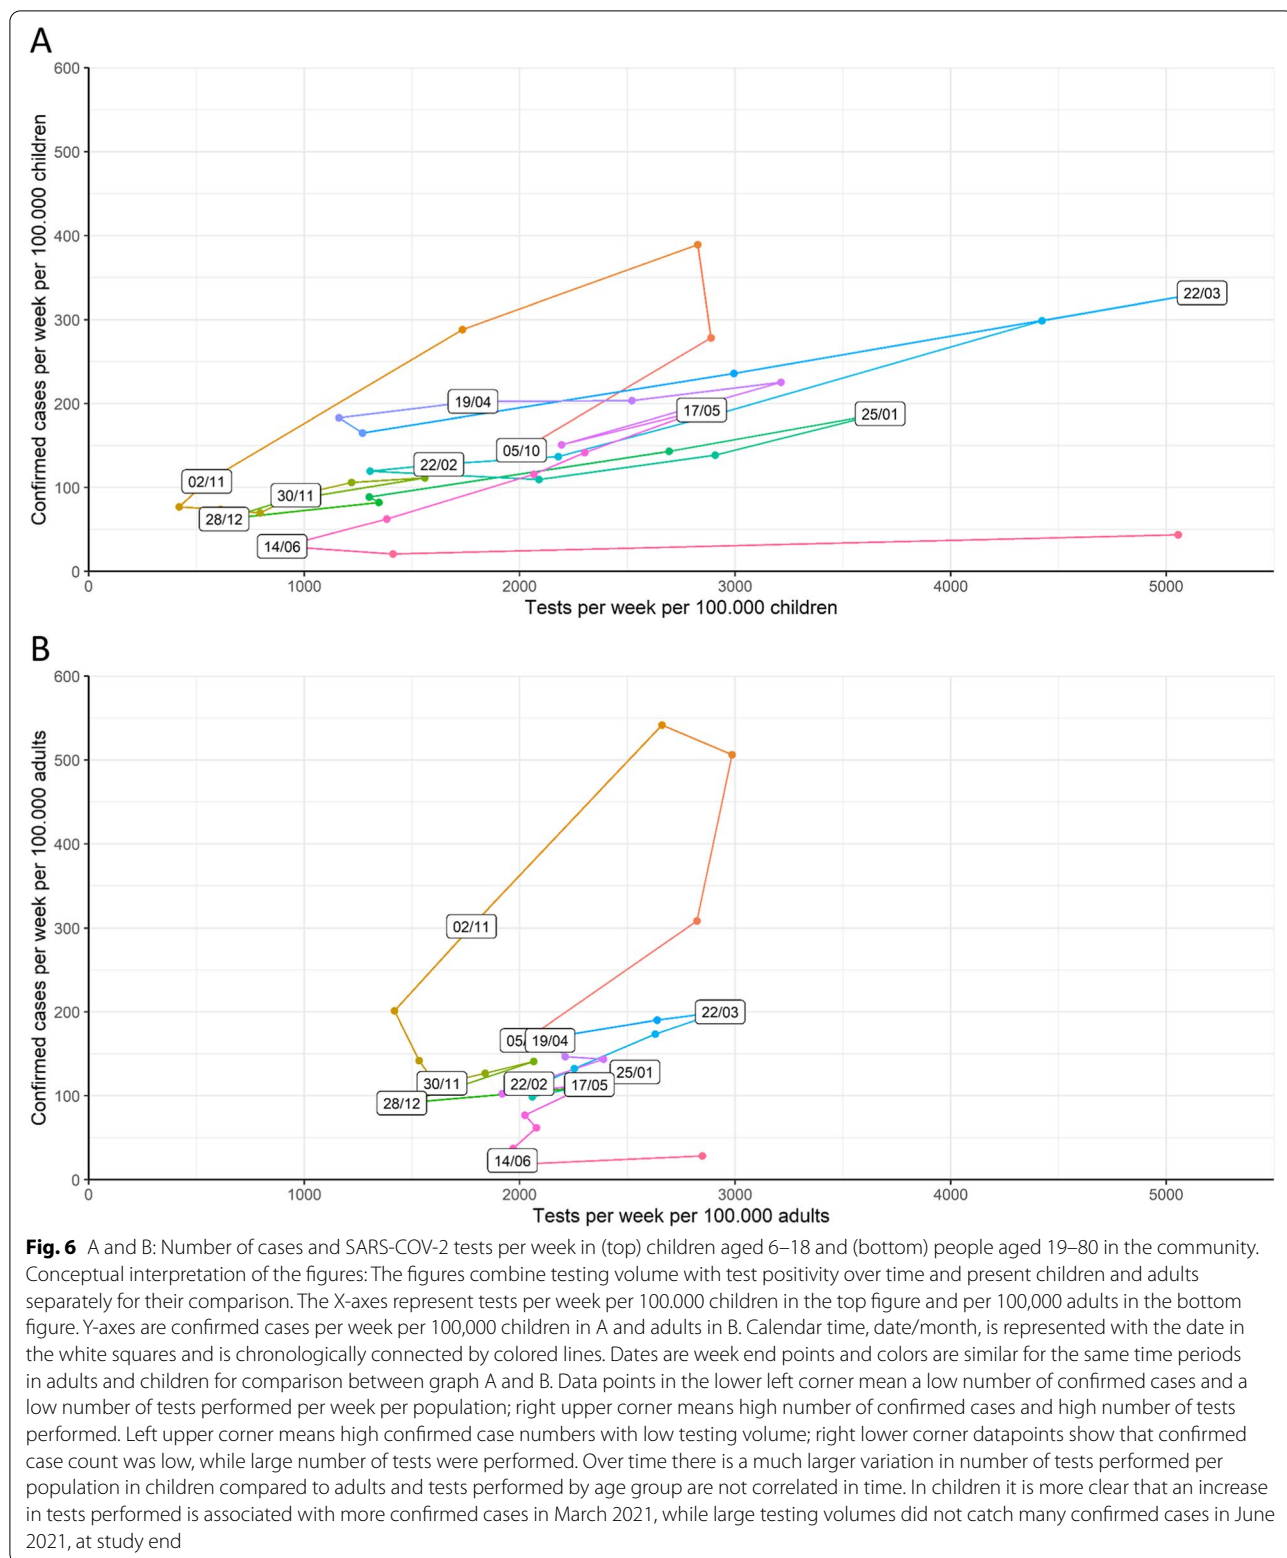 A
600
500
400
300
200
100
0
Confirmed cases per week per 100.000 children
22/03
19/04
17/05
25/01
05/10
22/02
02/11
30/11
28/12
14/06
0 1000 2000 3000 4000 5000
Tests per week per 100.000 children
B
600
500
400
300
200
100
0
Confirmed cases per week per 100.000 adults
02/11
22/03
05/ 19/04
25/01
30/11 22/02 17/05
28/12
14/06
0 1000 2000 3000 4000 5000
Tests per week per 100.000 adults
Fig. 6 A and B: Number of cases and SARS-COV-2 tests per week in (top) children aged 6–18 and (bottom) people aged 19–80 in the community.
Conceptual interpretation of the figures: The figures combine testing volume with test positivity over time and present children and adults
separately for their comparison. The X-axes represent tests per week per 100.000 children in the top figure and per 100,000 adults in the bottom
figure. Y-axes are confirmed cases per week per 100,000 children in A and adults in B. Calendar time, date/month, is represented with the date in
the white squares and is chronologically connected by colored lines. Dates are week end points and colors are similar for the same time periods
in adults and children for comparison between graph A and B. Data points in the lower left corner mean a low number of confirmed cases and a
low number of tests performed per week per population; right upper corner means high number of confirmed cases and high number of tests
performed. Left upper corner means high confirmed case numbers with low testing volume; right lower corner datapoints show that confirmed
case count was low, while large number of tests were performed. Over time there is a much larger variation in number of tests performed per
population in children compared to adults and tests performed by age group are not correlated in time. In children it is more clear that an increase
in tests performed is associated with more confirmed cases in March 2021, while large testing volumes did not catch many confirmed cases in June
2021, at study end